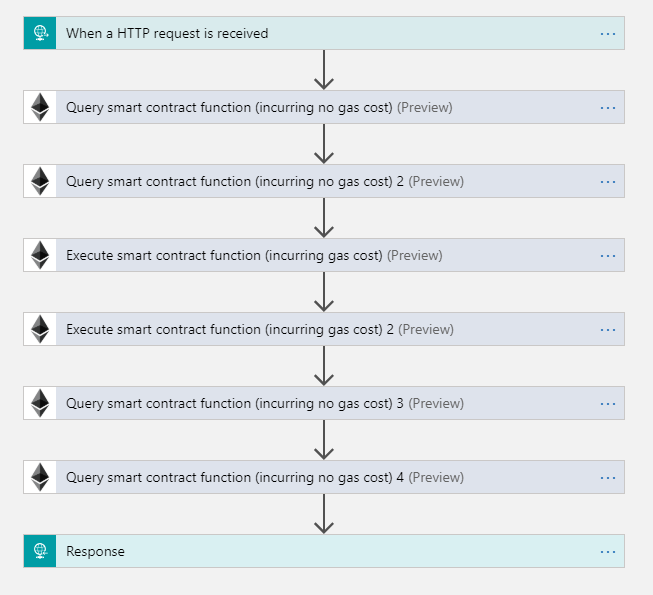 When a HTTP request is received
Query smart contract function (incurring no gas cost) (Preview)
Query smart contract function (incurring no gas cost) 2 (Preview)
Execute smart contract function (incurring gas cost) (Preview)
Execute smart contract function (incurring gas cost) 2 (Preview)
Query smart contract function (incurring no gas cost) 3 (Preview)
Query smart contract function (incurring no gas cost) 4 (Preview)
Response